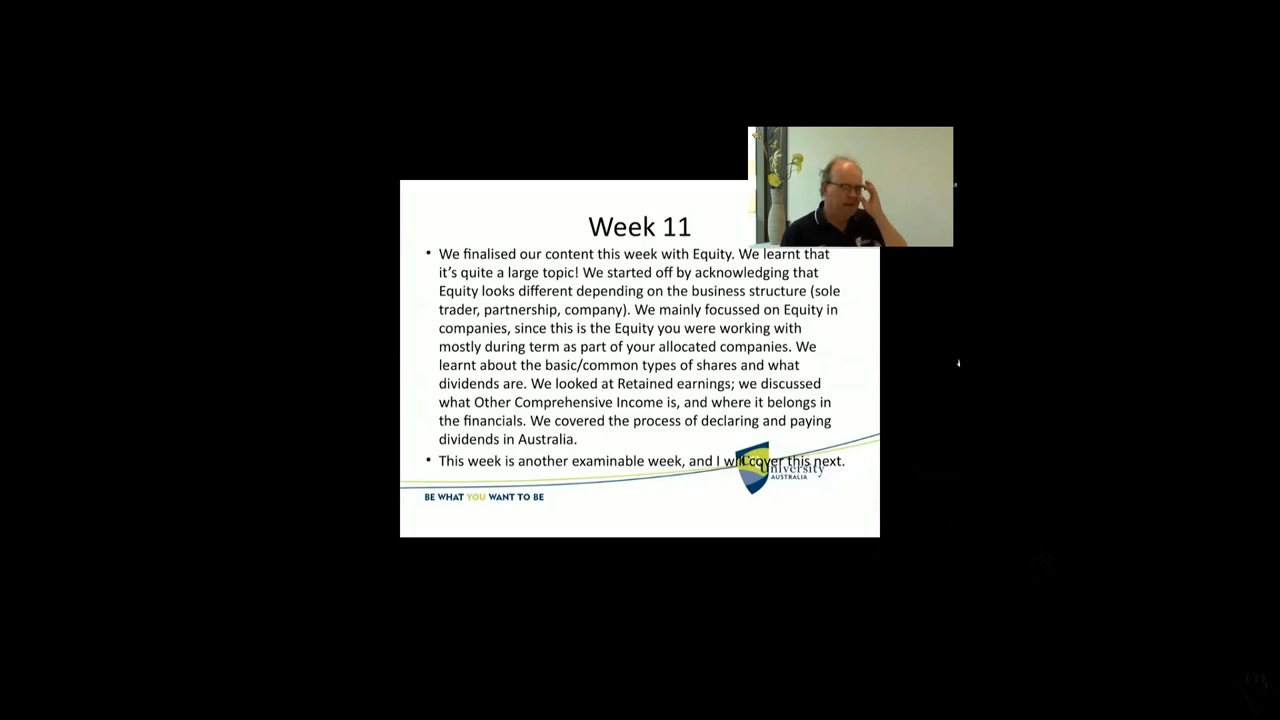 Week 11
• We finalised our content this week with Equity. We learnt that
it's quite a large topic! We started off by acknowledging that
Equity looks different depending on the business structure (sole
trader, partnership, company). We mainly focussed on Equity in
companies, since this is the Equity you were working with
mostly during term as part of your allocated companies. We
learnt about the basic/common types of shares and what
dividends are. We looked at Retained earnings; we discussed
what Other Comprehensive Income is, and where it belongs in
the financials. We covered the process of declaring and paying
dividends in Australia.
• This week is another examinable week, and I will cover this next.
University
AUSTRALIA
BE WHAT YOU WANT TO BE